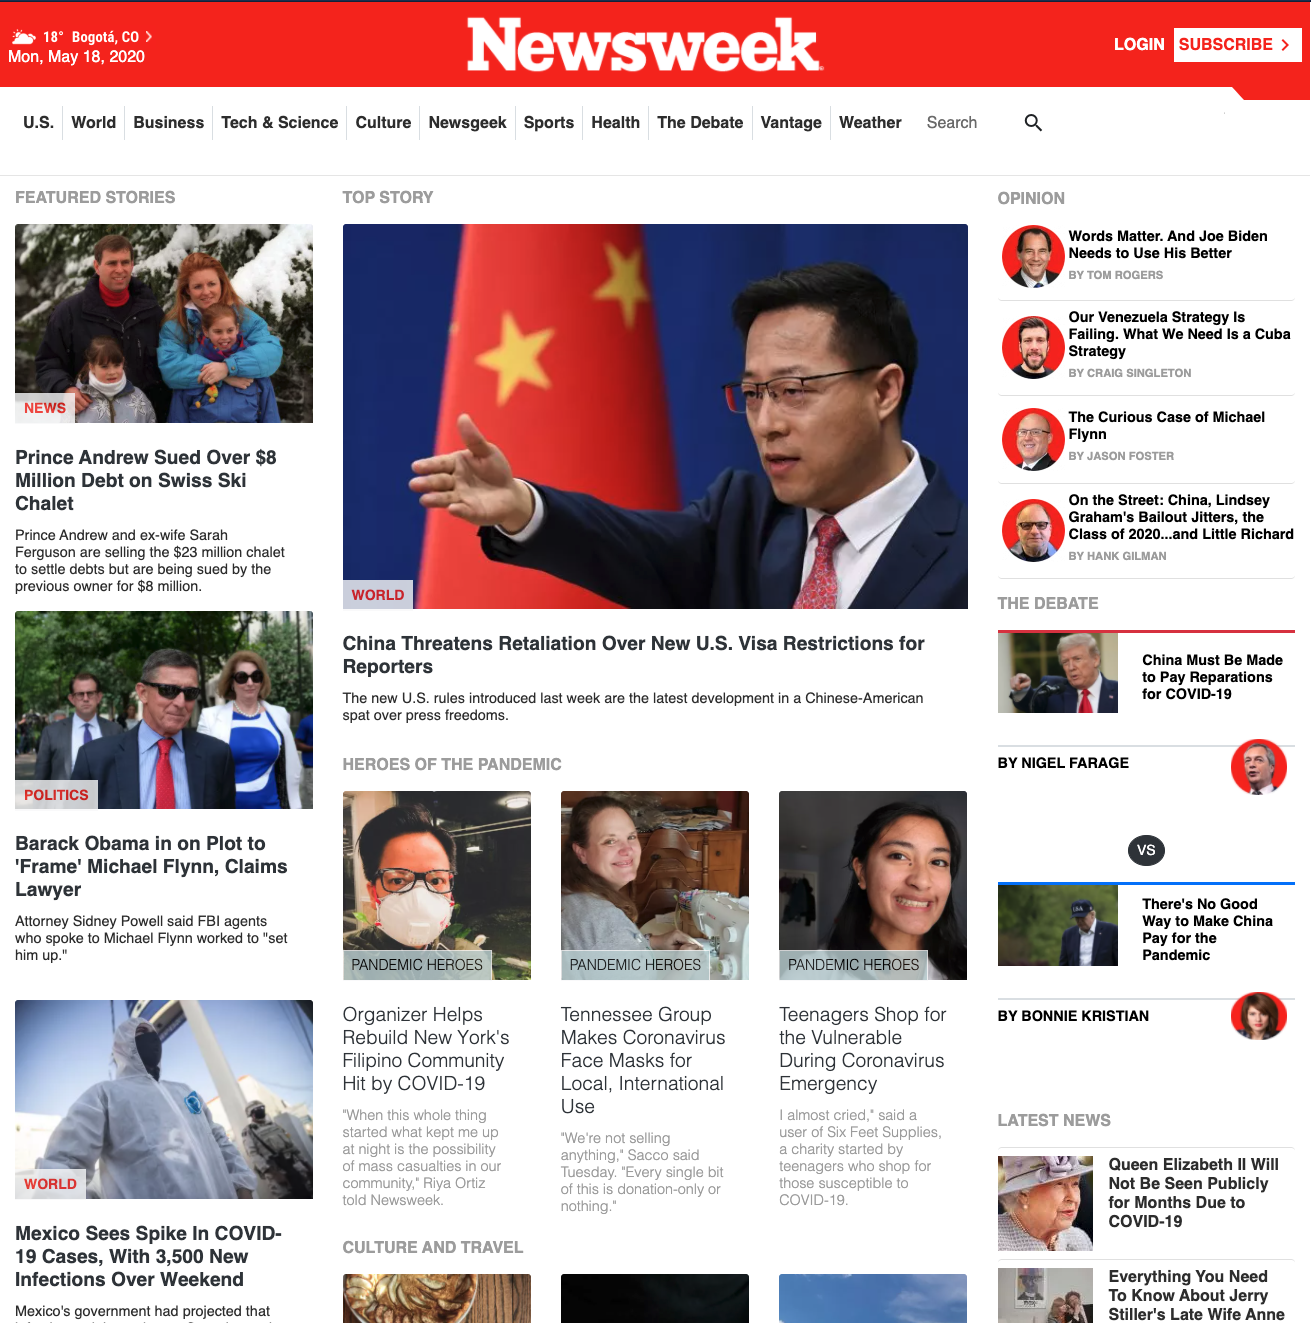 18° Bogotá, CO
Mon, May 18, 2020
Newsweek
LOGIN
SUBSCRIBE
U.S.
World
Business
Tech & Science
Culture
Newsgeek
Sports
Health
The Debate
Vantage
Weather
Search
FEATURED STORIES
NEWS
Prince Andrew Sued Over $8
Million Debt on Swiss Ski
Chalet
Prince Andrew and ex-wife Sarah
Ferguson are selling the $23 million chalet
to settle debts but are being sued by the
previous owner for $8 million.
POLITICS
Barack Obama in on Plot to
'Frame' Michael Flynn, Claims
Lawyer
Attorney Sidney Powell said FBI agents
who spoke to Michael Flynn worked to "set
him up."
WORLD
Mexico Sees Spike In COVID-
19 Cases, With 3,500 New
Infections Over Weekend
Mexico's government had projected that
TOP STORY
WORLD
China Threatens Retaliation Over New U.S. Visa Restrictions for
Reporters
The new U.S. rules introduced last week are the latest development in a Chinese-American
spat over press freedoms.
HEROES OF THE PANDEMIC
PANDEMIC HEROES
Organizer Helps
Rebuild New York's
Filipino Community
Hit by COVID-19
"When this whole thing
started what kept me up
at night is the possibility
of mass casualties in our
community," Riya Ortiz
told Newsweek.
PANDEMIC HEROES
Tennessee Group
Makes Coronavirus
Face Masks for
Local, International
Use
"We're not selling
anything," Sacco said
Tuesday. "Every single bit
of this is donation-only or
nothing."
PANDEMIC HEROES
Teenagers Shop for
the Vulnerable
During Coronavirus
Emergency
I almost cried," said a
user of Six Feet Supplies,
a charity started by
teenagers who shop for
those susceptible to
COVID-19.
CULTURE AND TRAVEL
OPINION
Words Matter. And Joe Biden
Needs to Use His Better
BY TOM ROGERS
Our Venezuela Strategy Is
Failing. What We Need Is a Cuba
Strategy
BY CRAIG SINGLETON
The Curious Case of Michael
Flynn
BY JASON FOSTER
On the Street: China, Lindsey
Graham's Bailout Jitters, the
Class of 2020...and Little Richard
BY HANK GILMAN
THE DEBATE
China Must Be Made
to Pay Reparations
for COVID-19
BY NIGEL FARAGE
VS
USA
There's No Good
Way to Make China
Pay for the
Pandemic
BY BONNIE KRISTIAN
LATEST NEWS
Queen Elizabeth II Will
Not Be Seen Publicly
for Months Due to
COVID-19
Everything You Need
To Know About Jerry
Stiller's Late Wife Anne